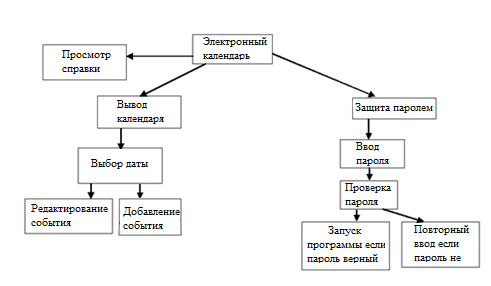 Электронный
календарь
Просмотр
справки
Вывод
календаря
Защита паролем
Выбор даты
Ввод
пароля
Проверка
пароля
Редактирование
события
Добавление
события
Запуск
программы если
пароль верный
Повторный
ввод если
пароль не